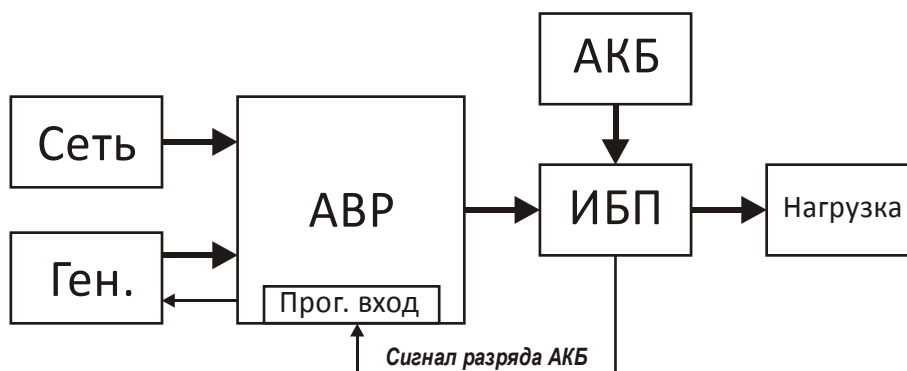 АКБ
Сеть
АВР
ИБП
Нагрузка
Ген.
Прог. вход
Сигнал разряда АКБ